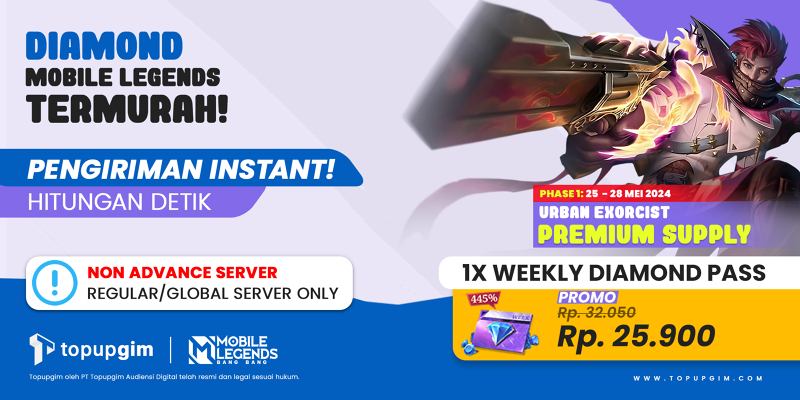 DIAMOND
MOBILE LEGENDS
TERMURAH!
PENGIRIMAN INSTANT!
HITUNGAN DETIK
PHASE 1: 25 - 28 MEI 2024
URBAN EXORCIST
PREMIUM SUPPLY
NON ADVANCE SERVER
REGULAR/GLOBAL SERVER ONLY
1X WEEKLY DIAMOND PASS
445%
PROMO
Rp. 32.050
Rp. 25.900
topupgim
MOBILE
LEGENDS
BANG BANG
Topupgim oleh PT Topupgim Audiensi Digital telah resmi dan legal sesuai hukum.
WWW.TOPUPGIM.COM